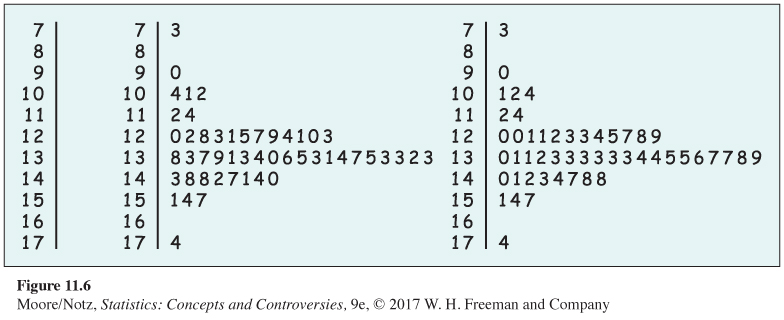 7 7 3 7 3
8 8 8
9 9 0 9 0
10 10 412 10 124
11 11 24 11 24
12 12 028315794103 12 001123345789
13 13 8379134065314753323 13 0112333333445567789
14 14 38827140 14 01234788
15 15 147 15 147
16 16 16
17 17 4 17 4
Figure 11.6
Moore/Notz, Statistics: Concepts and Controversies, 9e, © 2017 W. H. Freeman and Company